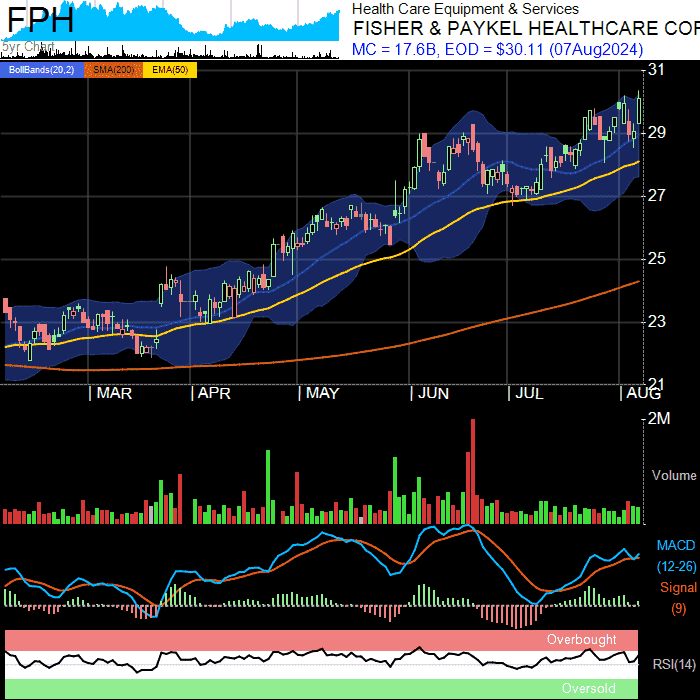 FPH
5yr Chart
Health Care Equipment & Services
FISHER & PAYKEL HEALTHCARE COR
MC = 17.6B, EOD = $30.11 (07Aug2024)
BollBands(20,2) SMA(200) EMA(50)
31
29
27
25
23
21
MAR APR MAY JUN JUL AUG
2M
Volume
MACD
(12-26)
Signal
(9)
Overbought
RSI(14)
Oversold